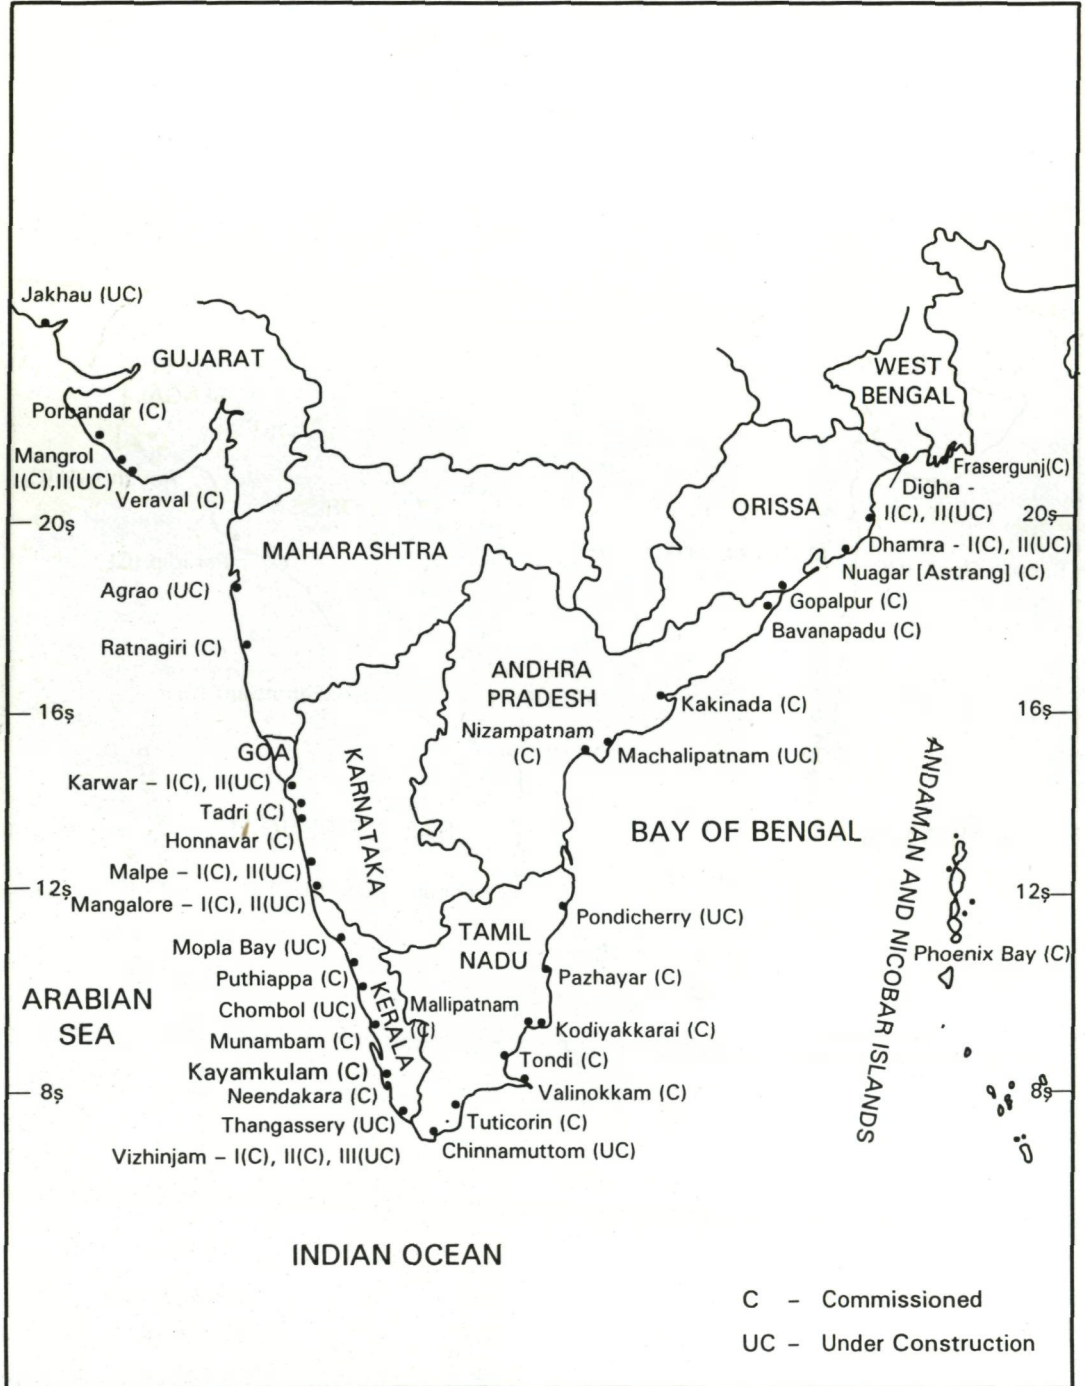 Jakhau (UC)
GUJARAT
Porbandar (C)
Mangrol
I(C),II(UC)
Veraval (C)
20ş
MAHARASHTRA
Agrao (UC)
Ratnagiri (C)
16ş
GOA
Karwar – I(C), II(UC)
Tadri (C)
Honnavar (C)
Malpe – I(C), II(UC)
12ş
Mangalore – I(C), II(UC)
KARNATAKA
Mopla Bay (UC)
Puthiappa (C)
Chombol (UC)
Munambam (C)
Kayamkulam (C)
Neendakara (C)
Thangassery (UC)
Vizhinjam – I(C), II(C), III(UC)
KERALA
8ş
ARABIAN
SEA
WEST
BENGAL
Frasergunj(C)
Digha -
I(C), II(UC)
20ş
ORISSA
Dhamra - I(C), II(UC)
Nuagar [Astrang] (C)
Gopalpur (C)
Bavanapadu (C)
ANDHRA
PRADESH
Kakinada (C)
16ş
Nizampatnam
(C)
Machalipatnam (UC)
BAY OF BENGAL
ANDAMAN AND NICOBAR ISLANDS
12ş
Phoenix Bay (C)
8ş
TAMIL
NADU
Pondicherry (UC)
Pazhayar (C)
Mallipatnam
(C)
Kodiyakkarai (C)
Tondi (C)
Valinokkam (C)
Tuticorin (C)
Chinnamuttom (UC)
INDIAN OCEAN
C – Commissioned
UC – Under Construction